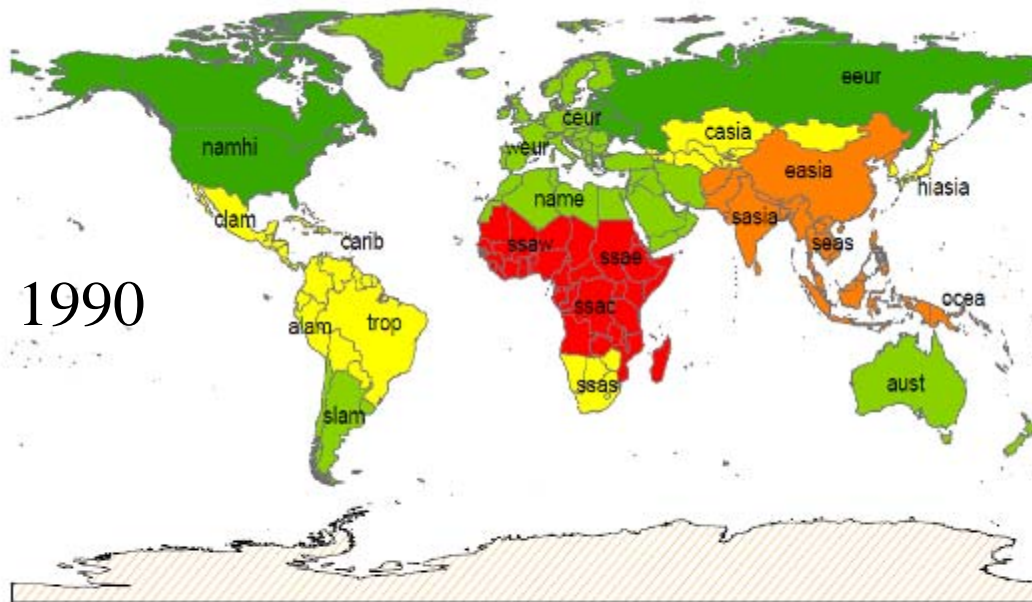 eeur
ceur
namhi
weur
casia
easia
hiasia
name
clam
sasia
carib
ssaw
ssae
seas
1990
ssac
ocea
alam
trop
ssas
aust
slam